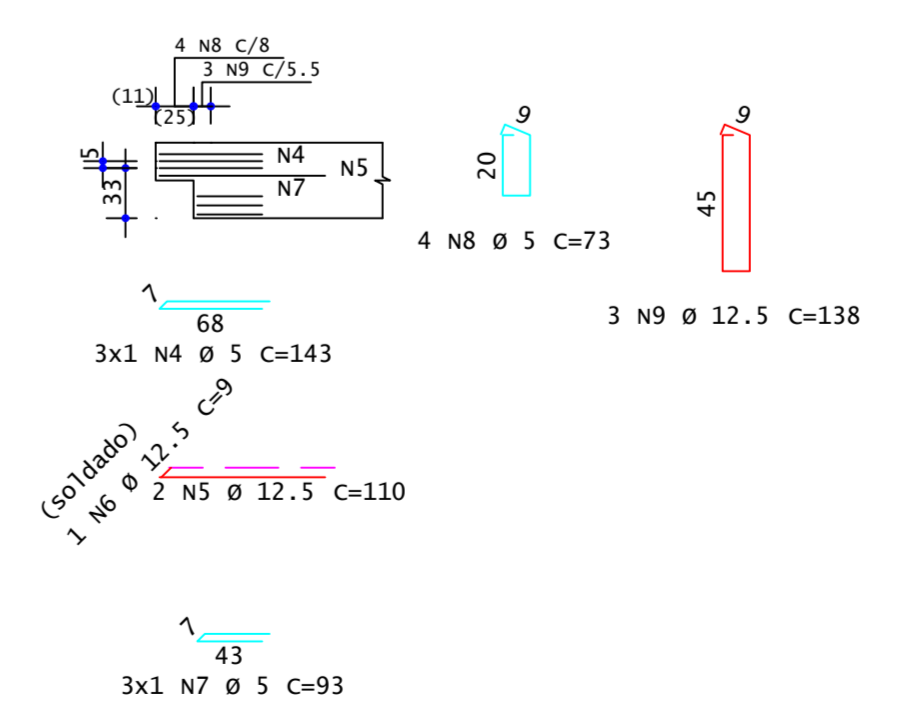 4 N8 C/8
3 N9 C/5.5
(11)
(25)
5
33
N4
N5
N7
9
20
4 N8 Ø 5 C=73
9
45
3 N9 Ø 12.5 C=138
7
68
3x1 N4 Ø 5 C=143
(soldado)
1 N6 Ø 12.5 C=9
2 N5 Ø 12.5 C=110
7
43
3x1 N7 Ø 5 C=93